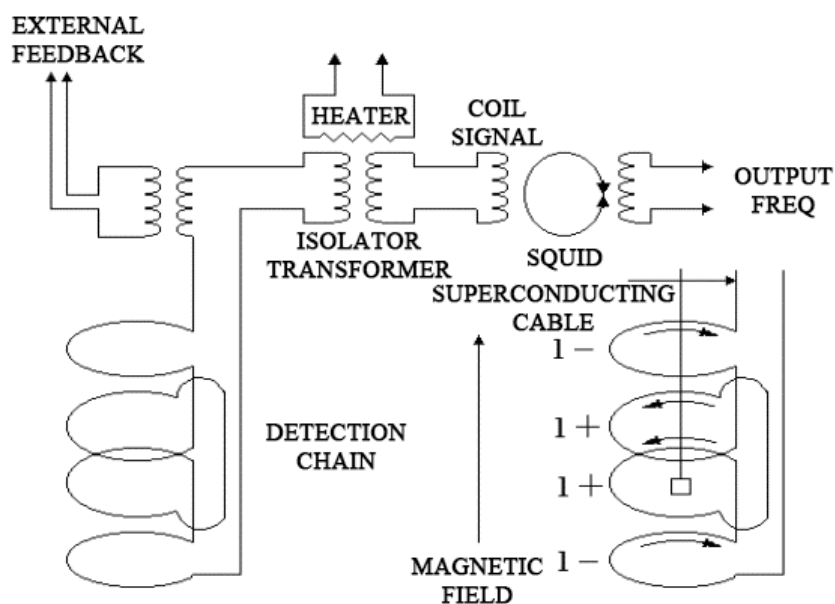 EXTERNAL
FEEDBACK
HEATER
COIL
SIGNAL
OUTPUT
FREQ
ISOLATOR
TRANSFORMER
SQUID
SUPERCONDUCTING
CABLE
1 −
1 +
1 +
1 −
DETECTION
CHAIN
MAGNETIC
FIELD